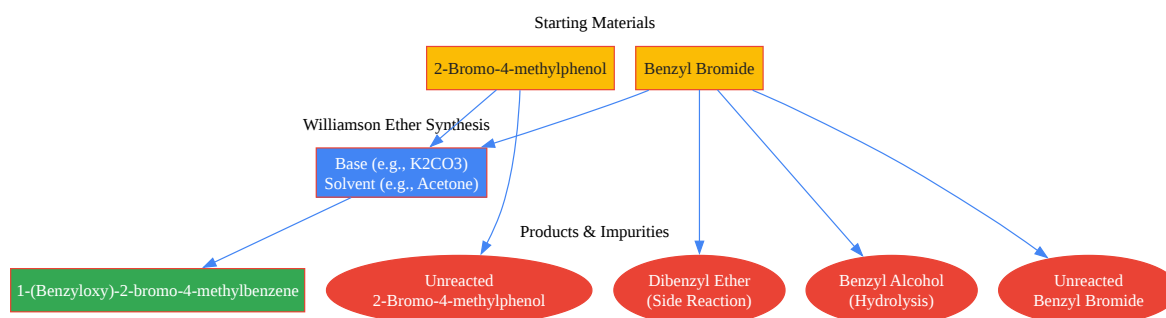 Starting Materials
2-Bromo-4-methylphenol
Benzyl Bromide
Williamson Ether Synthesis
Base (e.g., K2CO3)
Solvent (e.g., Acetone)
Products & Impurities
1-(Benzyloxy)-2-bromo-4-methylbenzene
Unreacted
2-Bromo-4-methylphenol
Dibenzyl Ether
(Side Reaction)
Benzyl Alcohol
(Hydrolysis)
Unreacted
Benzyl Bromide